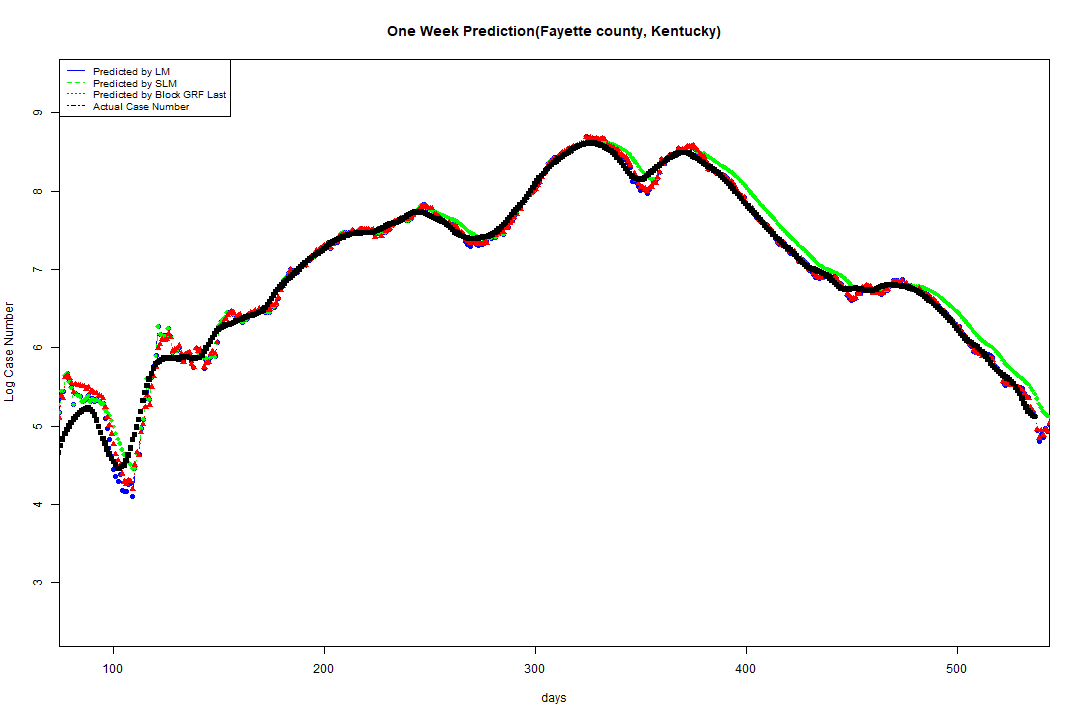 One Week Prediction(Fayette county, Kentucky)
Predicted by LM
Predicted by SLM
Predicted by Block GRF Last
Actual Case Number
9
8
7
6
5
4
3
Log Case Number
100
200
300
400
500
days